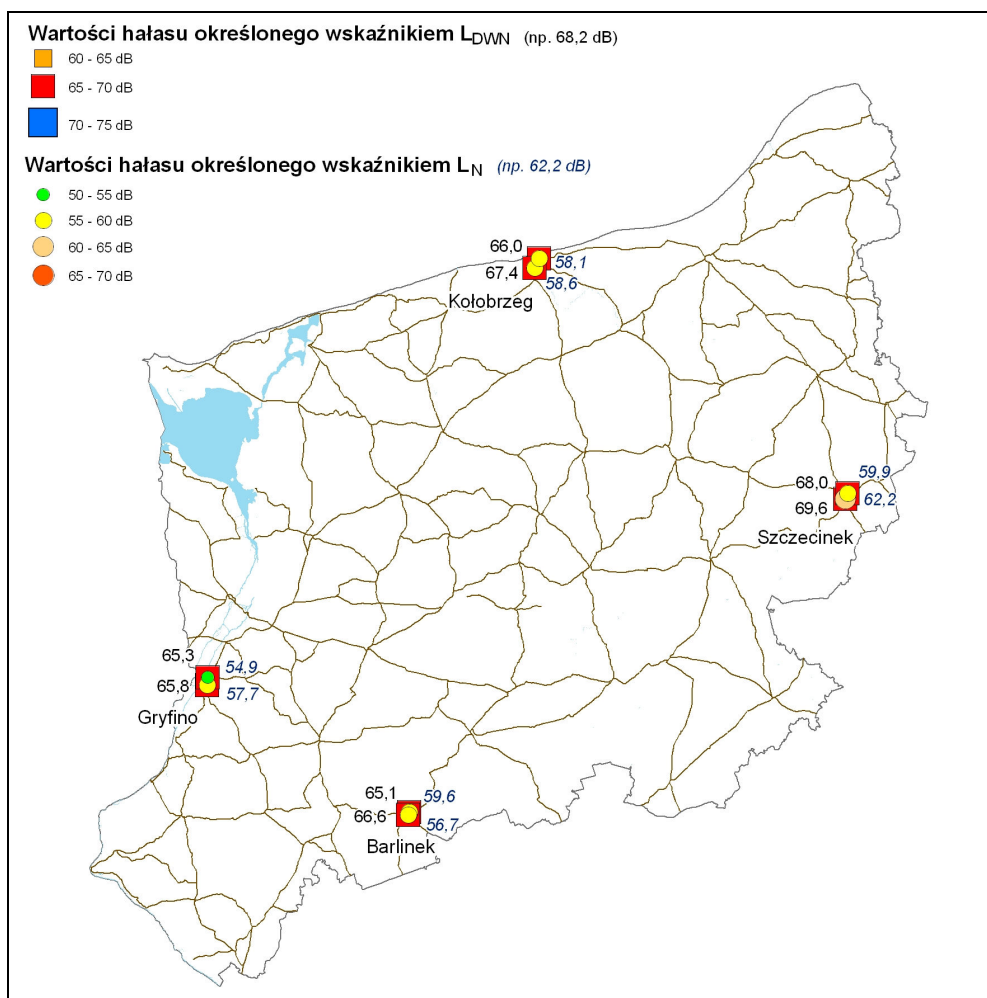 Wartości hałasu określonego wskaźnikiem LDWN (np. 68,2 dB)
60 - 65 dB
65 - 70 dB
70 - 75 dB
Wartości hałasu określonego wskaźnikiem LN (np. 62,2 dB)
50 - 55 dB
55 - 60 dB
60 - 65 dB
65 - 70 dB
66,0
58,1
67,4
58,6
Kołobrzeg
59,9
68,0
62,2
69,6
Szczecinek
65,3
54,9
65,8
57,7
Gryfino
65,1
59,6
66,6
56,7
Barlinek